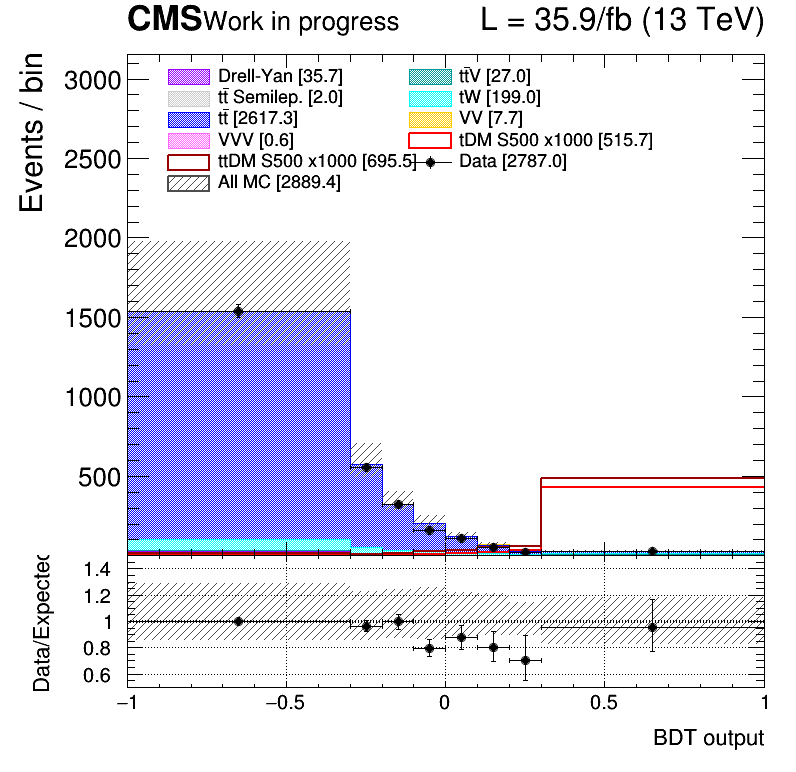 CMS Work in progress L = 35.9/fb (13 TeV)
Events / bin
3000
2500
2000
1500
1000
500
Drell-Yan [35.7] tt̄V [27.0]
tt̄ Semilep. [2.0] tW [199.0]
tt̄ [2617.3] VV [7.7]
VVV [0.6] tDM S500 x1000 [515.7]
ttDM S500 x1000 [695.5] Data [2787.0]
All MC [2889.4]
Data/Expected
1.4
1.2
1
0.8
0.6
−1 −0.5 0 0.5 1
BDT output